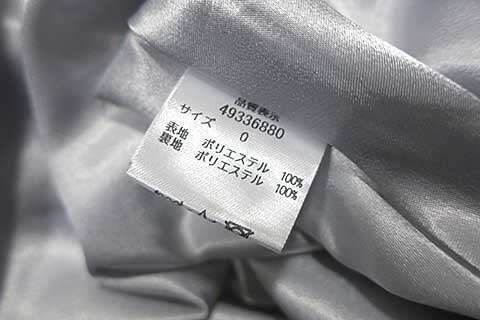 品質表示
49336880
サイズ 0
表地 ポリエステル 100%
裏地 ポリエステル 100%